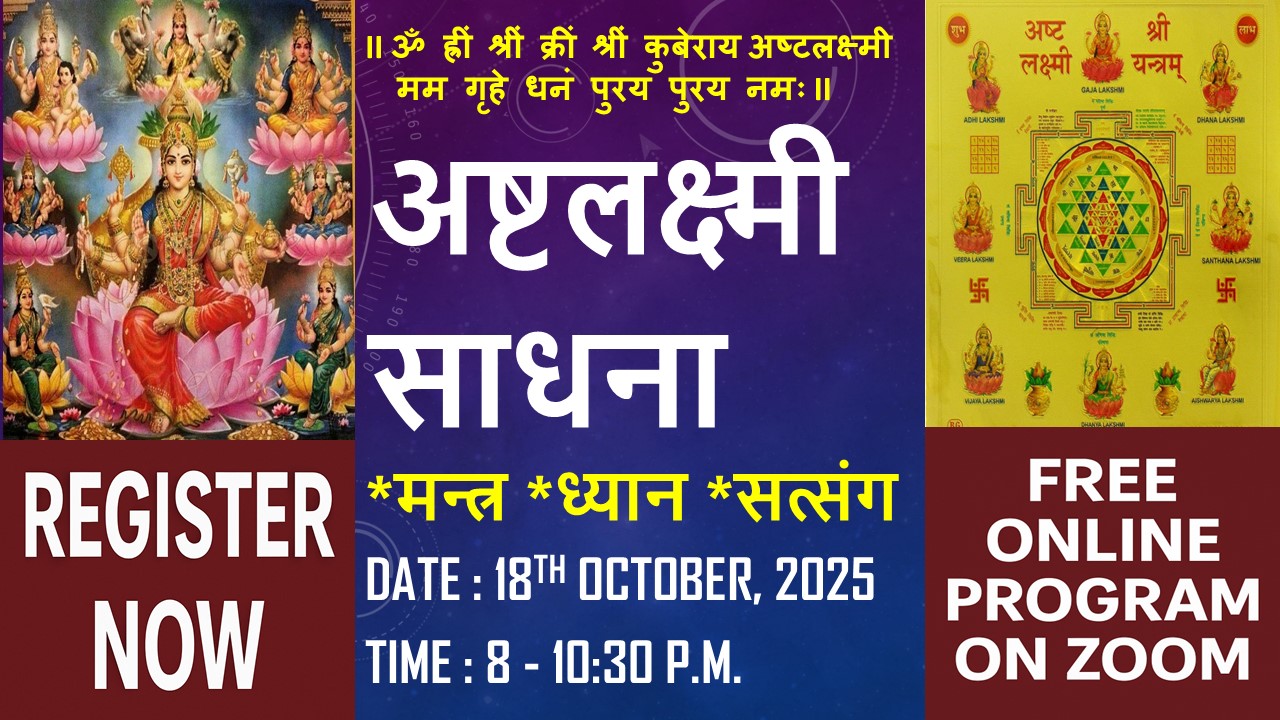 ॥ ॐ ह्रीं श्रीं क्रीं श्रीं कुबेराय अष्टलक्ष्मी
मम गृहे धनं पुरय पुरय नमः॥
अष्टलक्ष्मी
साधना
*मन्त्र *ध्यान *सत्संग
DATE : 18TH OCTOBER, 2025
TIME : 8 - 10:30 P.M.
REGISTER
NOW
शुभ
अष्ट श्री
लाभ
लक्ष्मी यन्त्रम्
GAJA LAKSHMI
ADHI LAKSHMI
DHANA LAKSHMI
VEERA LAKSHMI
SANTHANA LAKSHMI
VIJAYA LAKSHMI
AISHWARYA LAKSHMI
DHANYA LAKSHMI
RG
FREE
ONLINE
PROGRAM
ON ZOOM